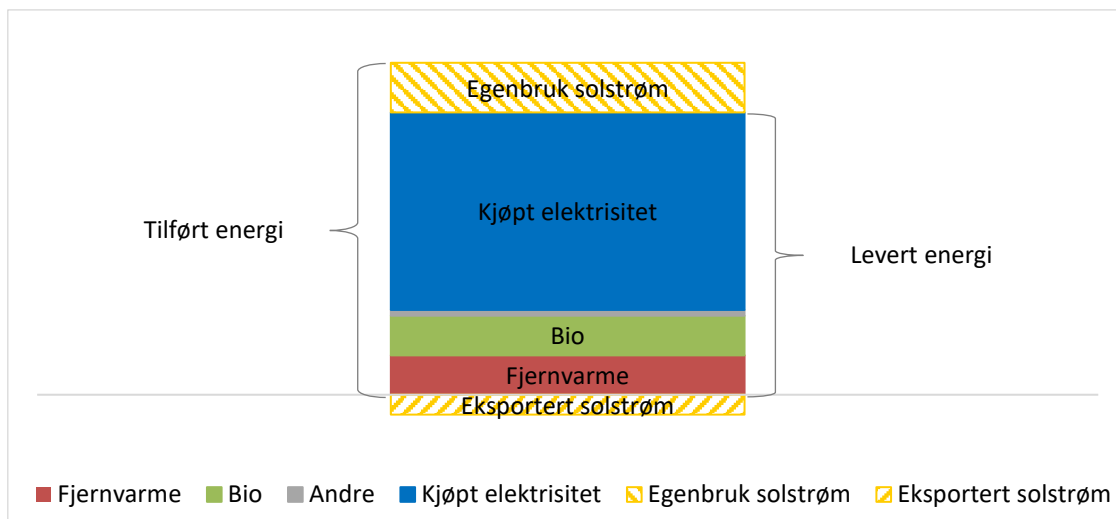 Egenbruk solstrøm
Kjøpt elektrisitet
Tilført energi
Levert energi
Bio
Fjernvarme
Eksportert solstrøm
Fjernvarme Bio Andre Kjøpt elektrisitet Egenbruk solstrøm Eksportert solstrøm